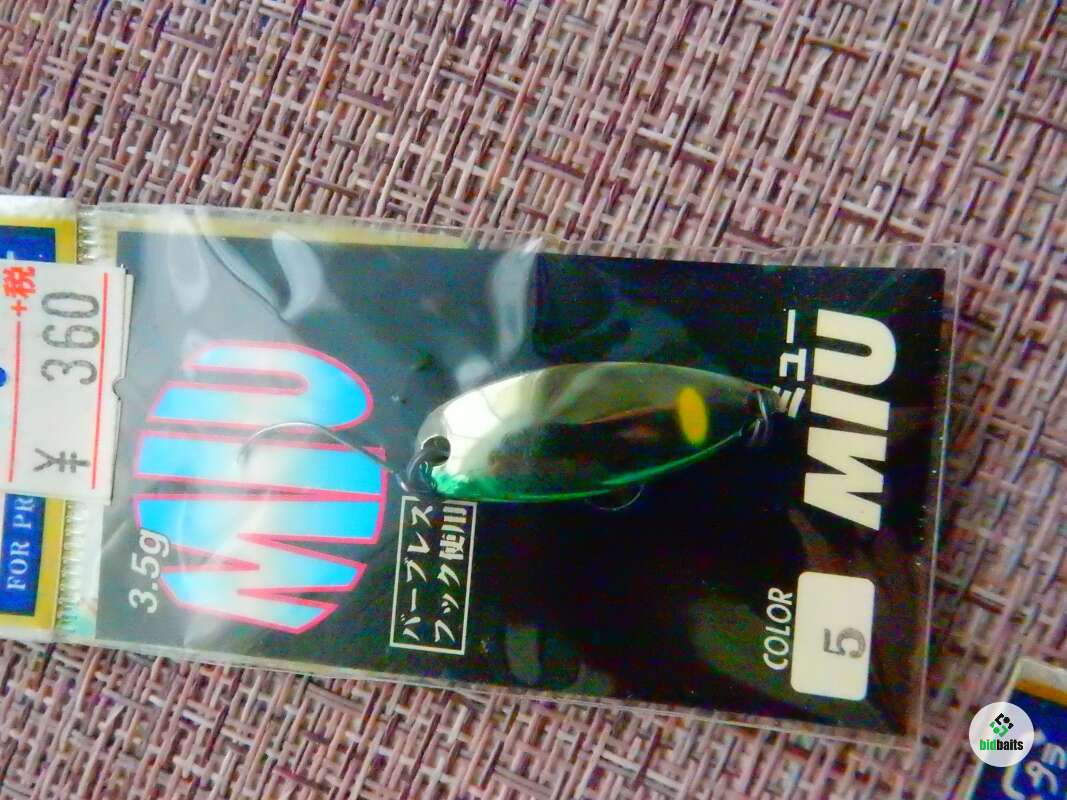 +税
¥ 360
FOR PR
MIU
3.5g
バーブレス
フック使用
ミュー
MIU
COLOR
5
bidbaits